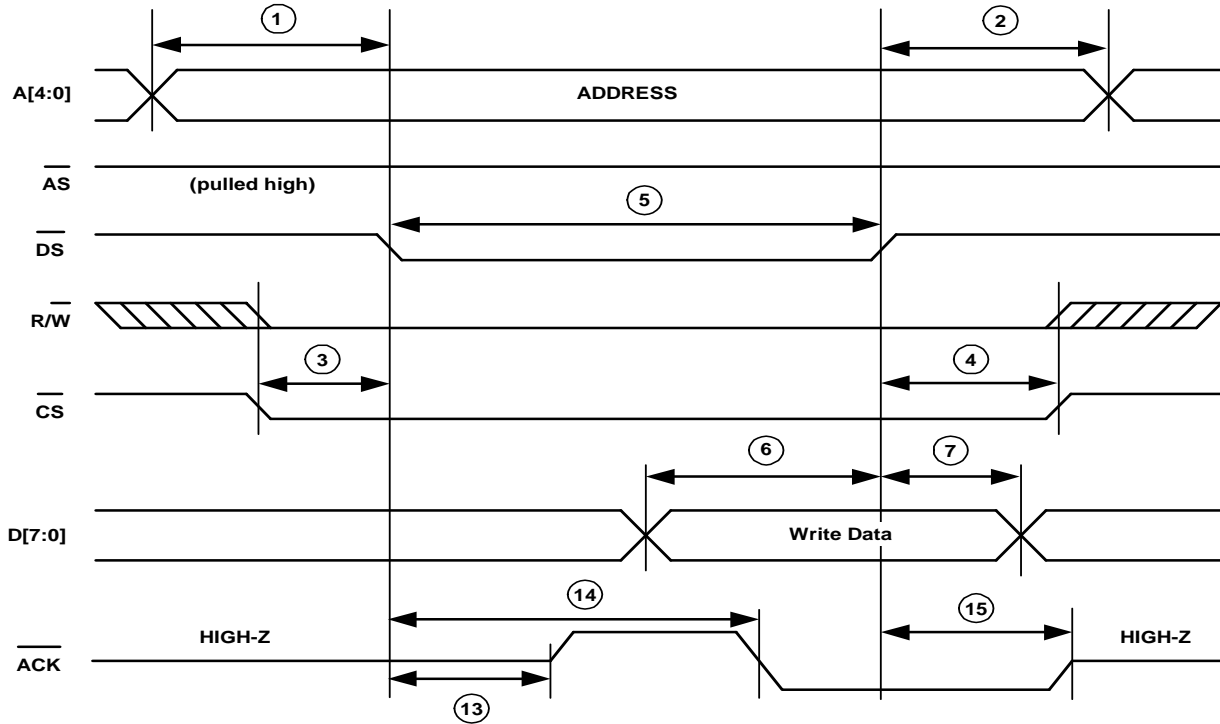 1
2
A[4:0]
ADDRESS
AS
(pulled high)
5
DS
R/W
3
4
CS
6
7
D[7:0]
Write Data
14
15
HIGH-Z
HIGH-Z
ACK
13